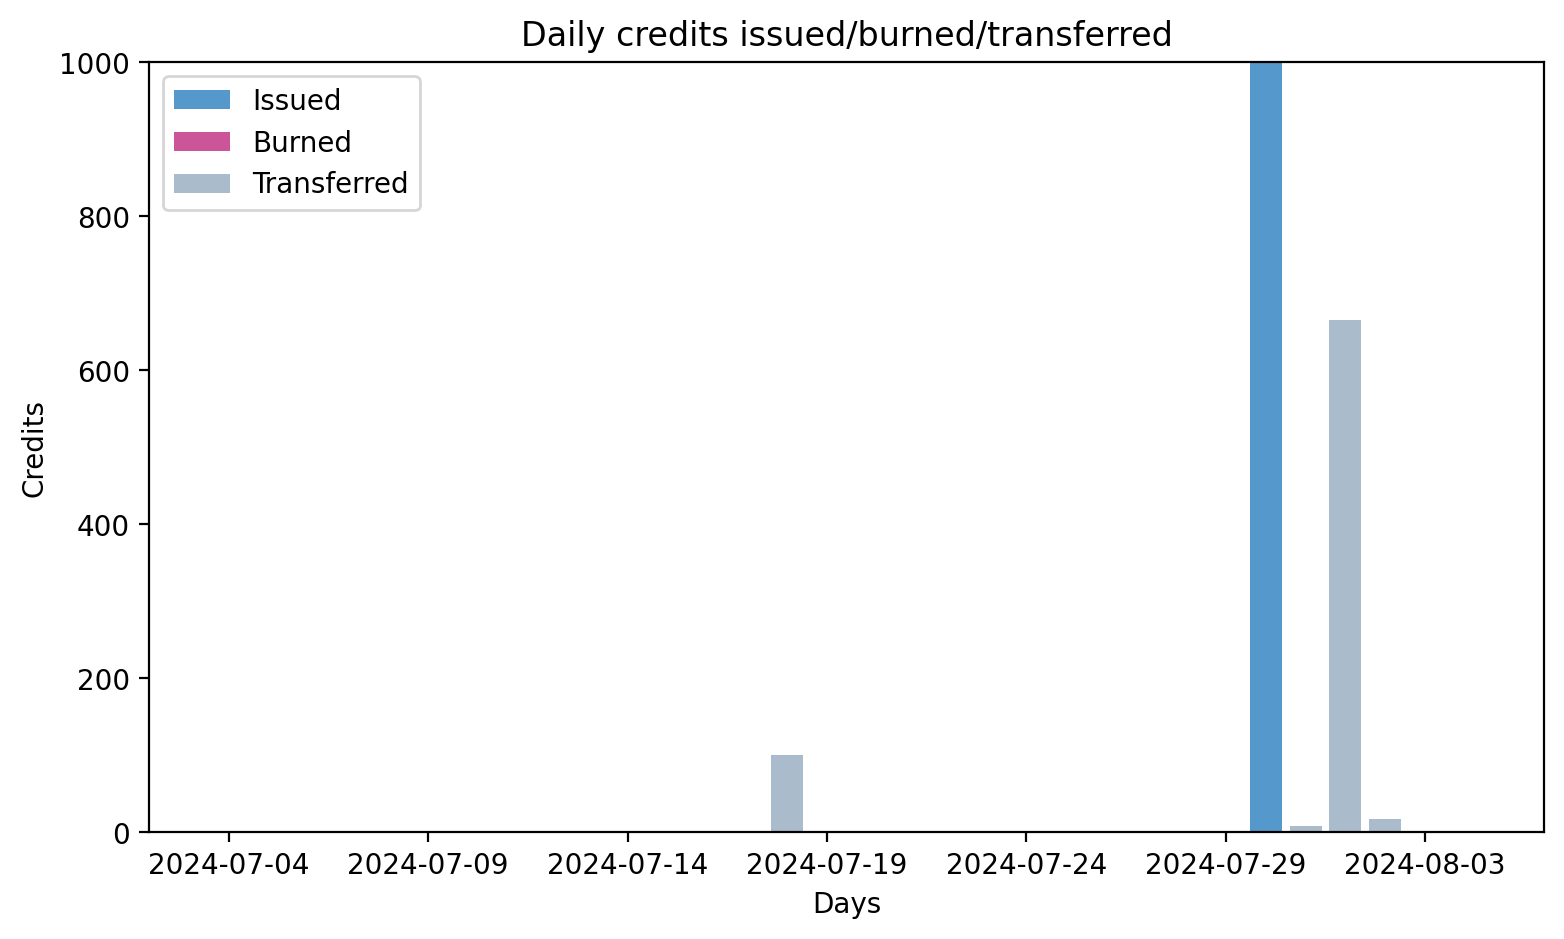 Daily credits issued/burned/transferred
1000
800
600
400
200
0
Credits
Issued
Burned
Transferred
2024-07-04 2024-07-09 2024-07-14 2024-07-19 2024-07-24 2024-07-29 2024-08-03
Days